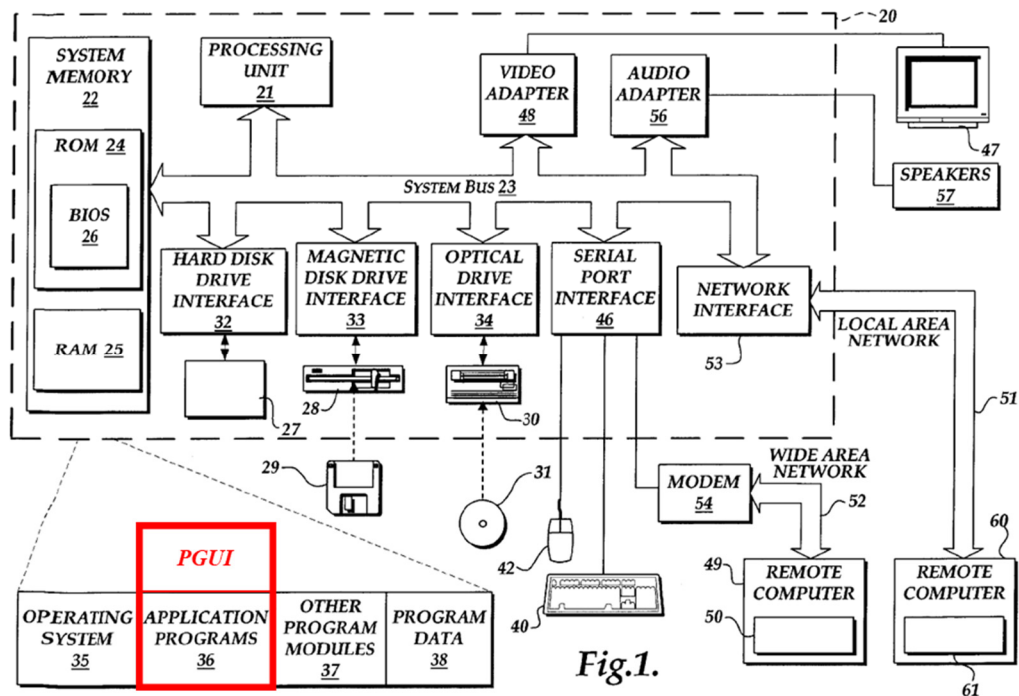 20
SYSTEM
MEMORY
22
PROCESSING
UNIT
21
VIDEO
ADAPTER
48
AUDIO
ADAPTER
56
47
ROM 24
BIOS
26
SYSTEM BUS 23
SPEAKERS
57
HARD DISK
DRIVE
INTERFACE
32
MAGNETIC
DISK DRIVE
INTERFACE
33
OPTICAL
DRIVE
INTERFACE
34
SERIAL
PORT
INTERFACE
46
NETWORK
INTERFACE
53
RAM 25
LOCAL AREA
NETWORK
27
28
30
51
29
31
WIDE AREA
NETWORK
MODEM
54
52
42
40
49
REMOTE
COMPUTER
50
60
REMOTE
COMPUTER
61
PGUI
OPERATING
SYSTEM
35
APPLICATION
PROGRAMS
36
OTHER
PROGRAM
MODULES
37
PROGRAM
DATA
38
Fig.1.